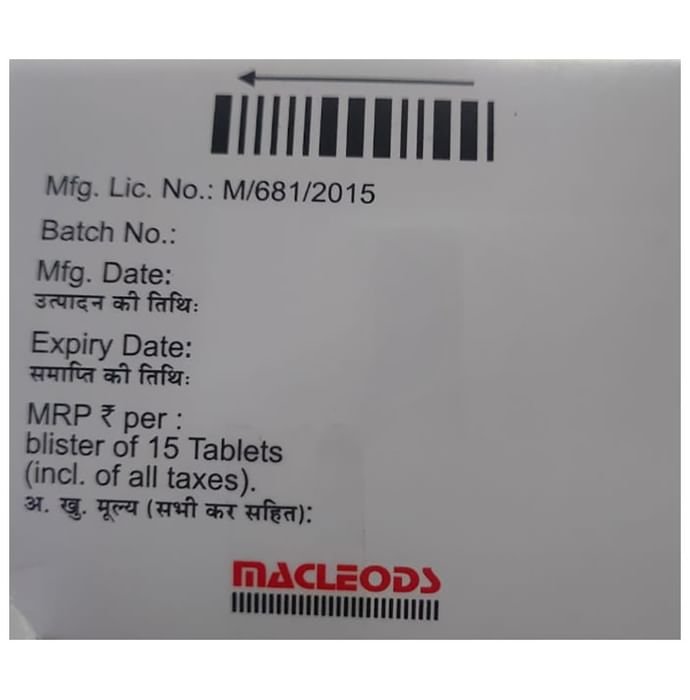 Mfg. Lic. No.: M/681/2015
Batch No.:
Mfg. Date:
उत्पादन की तिथि:
Expiry Date:
समाप्ति की तिथि:
MRP ₹ per :
blister of 15 Tablets
(incl. of all taxes).
अ. खु. मूल्य (सभी कर सहित):
MACLEODS